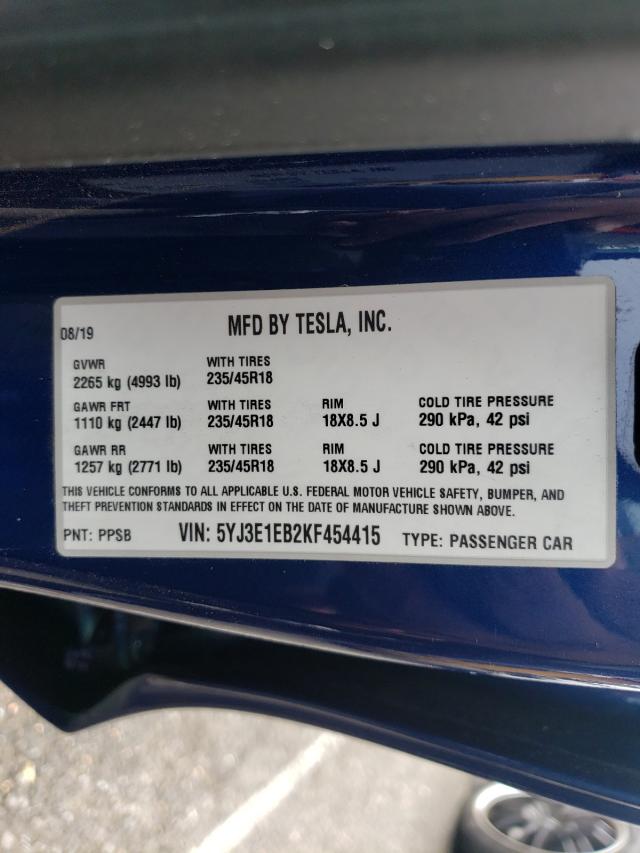 08/19 MFD BY TESLA, INC.
GVWR WITH TIRES
2265 kg (4993 lb) 235/45R18
GAWR FRT WITH TIRES RIM COLD TIRE PRESSURE
1110 kg (2447 lb) 235/45R18 18X8.5 J 290 kPa, 42 psi
GAWR RR WITH TIRES RIM COLD TIRE PRESSURE
1257 kg (2771 lb) 235/45R18 18X8.5 J 290 kPa, 42 psi
THIS VEHICLE CONFORMS TO ALL APPLICABLE U.S. FEDERAL MOTOR VEHICLE SAFETY, BUMPER, AND
THEFT PREVENTION STANDARDS IN EFFECT ON THE DATE OF MANUFACTURE SHOWN ABOVE.
PNT: PPSB VIN: 5YJ3E1EB2KF454415 TYPE: PASSENGER CAR